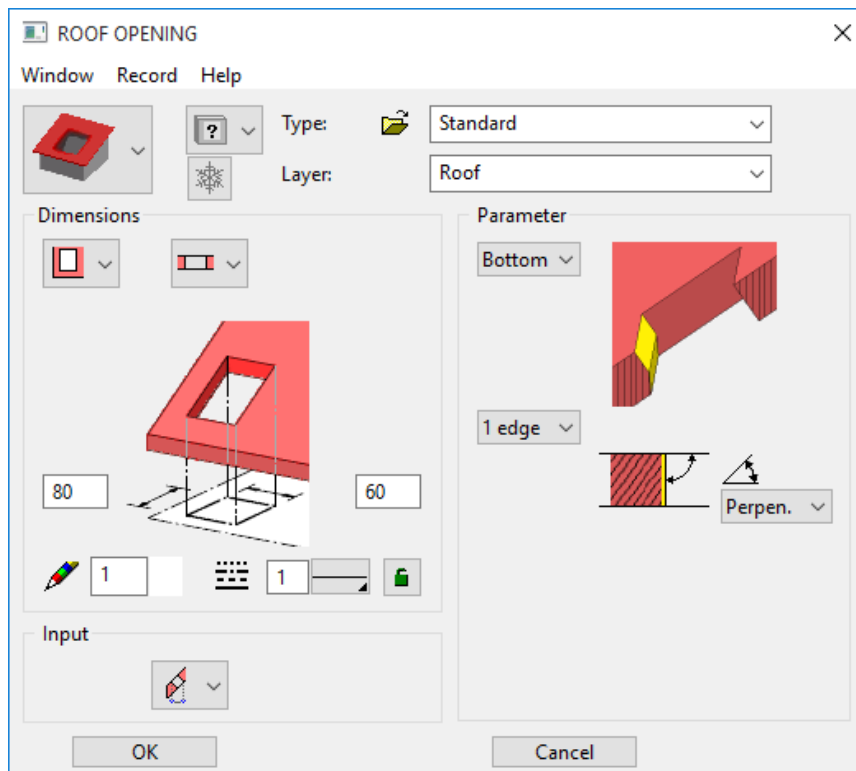 ROOF OPENING
Window Record Help
? Type: Standard
Layer: Roof
Dimensions
Parameter
Bottom
1 edge
80 60
Perpen.
1 1
Input
OK Cancel